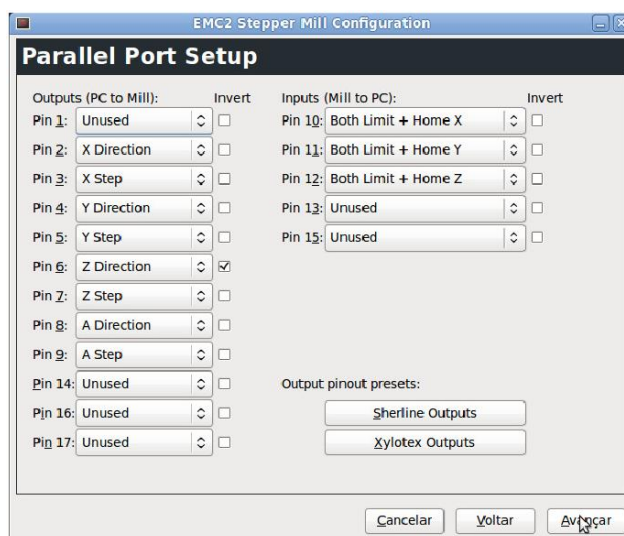 EMC2 Stepper Mill Configuration
Parallel Port Setup
Outputs (PC to Mill): Invert Inputs (Mill to PC): Invert
Pin 1: Unused Pin 10: Both Limit + Home X
Pin 2: X Direction Pin 11: Both Limit + Home Y
Pin 3: X Step Pin 12: Both Limit + Home Z
Pin 4: Y Direction Pin 13: Unused
Pin 5: Y Step Pin 15: Unused
Pin 6: Z Direction
Pin 7: Z Step
Pin 8: A Direction
Pin 9: A Step
Pin 14: Unused Output pinout presets:
Pin 16: Unused Sherline Outputs
Pin 17: Unused Xylotex Outputs
Cancelar Voltar Avançar